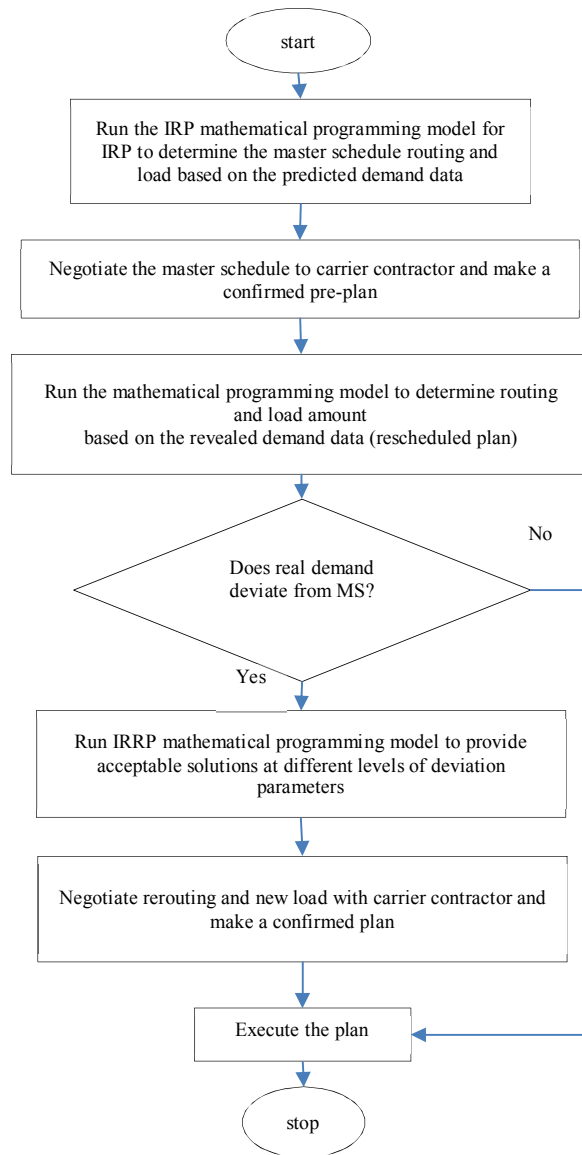 start
Run the IRP mathematical programming model for
IRP to determine the master schedule routing and
load based on the predicted demand data
Negotiate the master schedule to carrier contractor and make a
confirmed pre-plan
Run the mathematical programming model to determine routing
and load amount
based on the revealed demand data (rescheduled plan)
No
Does real demand
deviate from MS?
Yes
Run IRRP mathematical programming model to provide
acceptable solutions at different levels of deviation
parameters
Negotiate rerouting and new load with carrier contractor and
make a confirmed plan
Execute the plan
stop